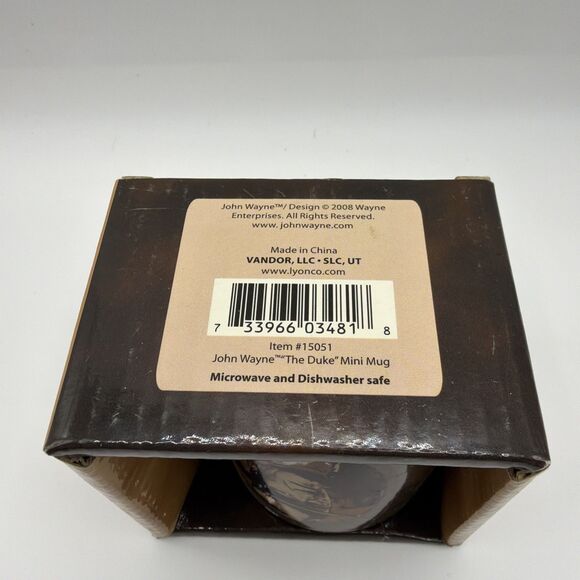 John Wayne™/ Design © 2008 Wayne
Enterprises. All Rights Reserved.
www. johnwayne.com
Made in China
VANDOR, LLC • SLC, UT
www.lyonco.com
7 33966 03481 8
Item #15051
John Wayne™"The Duke" Mini Mug
Microwave and Dishwasher safe